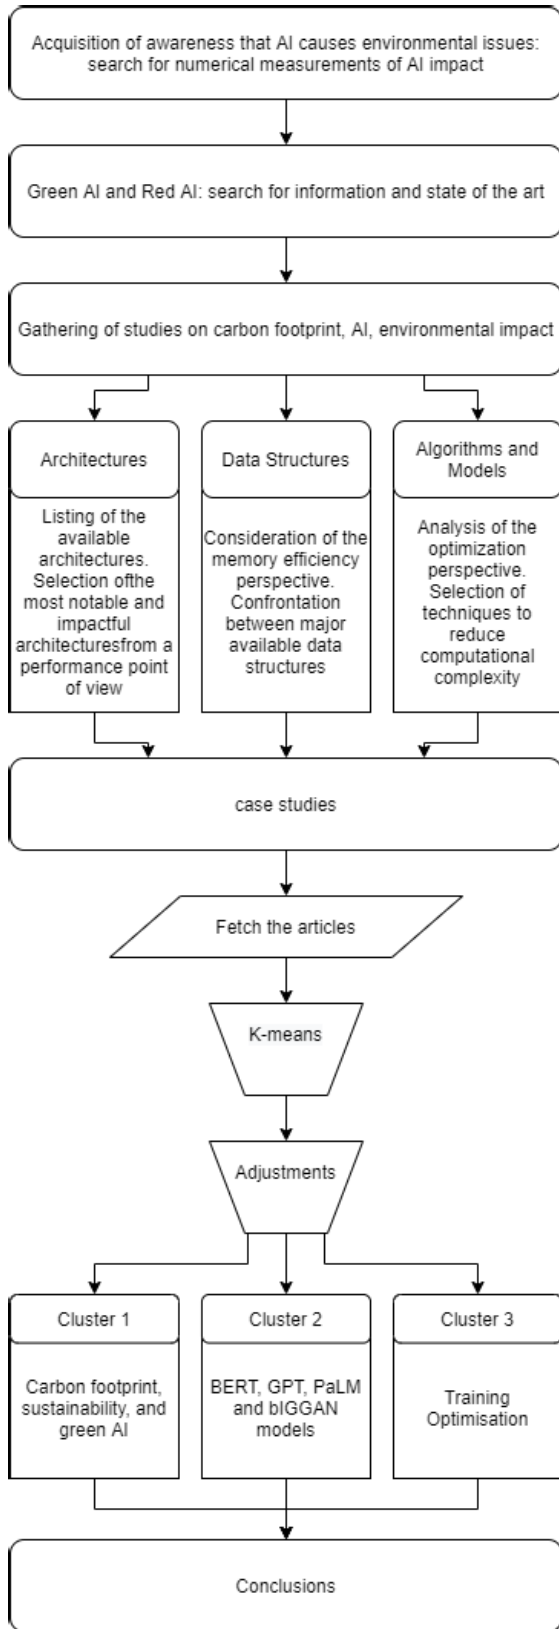 Acquisition of awareness that AI causes environmental issues:
search for numerical measurements of AI impact
Green AI and Red AI: search for information and state of the art
Gathering of studies on carbon footprint, AI, environmental impact
Architectures
Listing of the
available
architectures.
Selection ofthe
most notable and
impactful
architecturesfrom a
performance point
of view
Data Structures
Consideration of the
memory efficiency
perspective.
Confrontation
between major
available data
structures
Algorithms and
Models
Analysis of the
optimization
perspective.
Selection of
techniques to
reduce
computational
complexity
case studies
Fetch the articles
K-means
Adjustments
Cluster 1
Carbon footprint,
sustainability, and
green AI
Cluster 2
BERT, GPT, PaLM
and bIGGAN
models
Cluster 3
Training
Optimisation
Conclusions